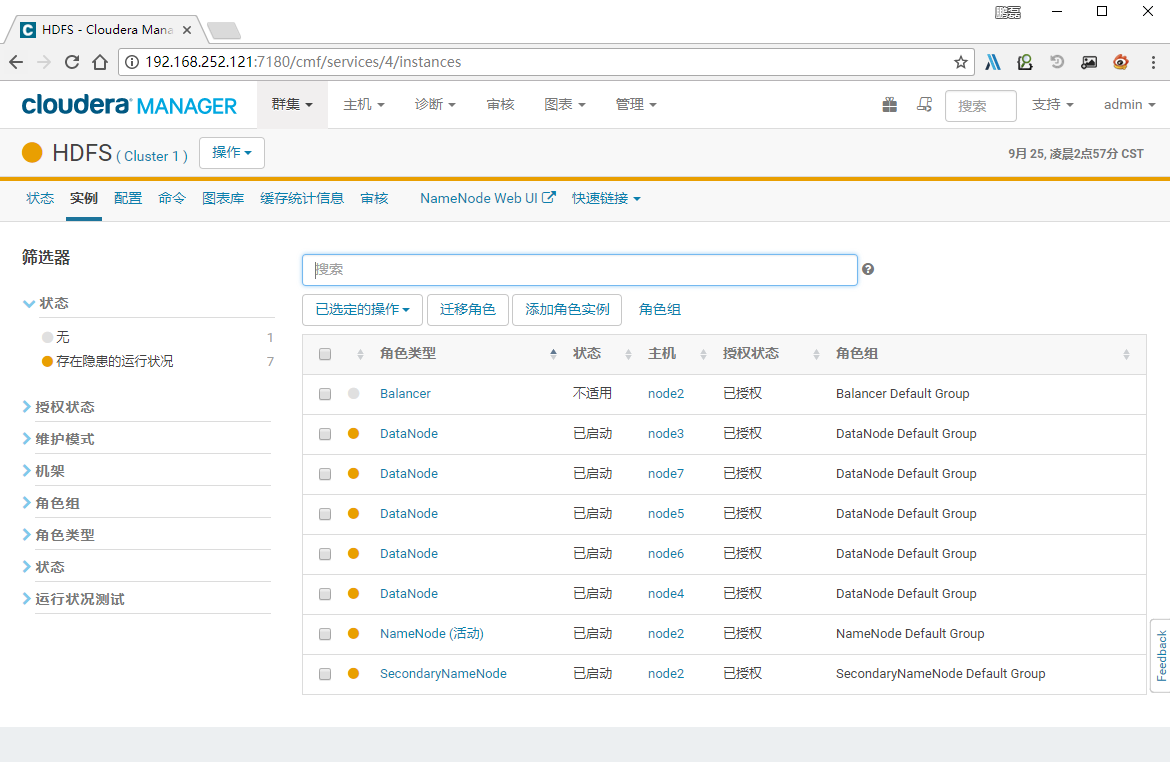 HDFS - Cloudera Mana
鹏磊
192.168.252.121:7180/cmf/services/4/instances
cloudera MANAGER 群集 主机 诊断 审核 图表 管理 搜索 支持 admin
HDFS ( Cluster 1 ) 操作 9月 25, 凌晨2点57分 CST
状态 实例 配置 命令 图表库 缓存统计信息 审核 NameNode Web UI 快速链接
筛选器
状态
无 1
存在隐患的运行状况 7
授权状态
维护模式
机架
角色组
角色类型
状态
运行状况测试
搜索
已选定的操作 迁移角色 添加角色实例 角色组
角色类型 状态 主机 授权状态 角色组
Balancer 不适用 node2 已授权 Balancer Default Group
DataNode 已启动 node3 已授权 DataNode Default Group
DataNode 已启动 node7 已授权 DataNode Default Group
DataNode 已启动 node5 已授权 DataNode Default Group
DataNode 已启动 node6 已授权 DataNode Default Group
DataNode 已启动 node4 已授权 DataNode Default Group
NameNode (活动) 已启动 node2 已授权 NameNode Default Group
SecondaryNameNode 已启动 node2 已授权 SecondaryNameNode Default Group
Feedback